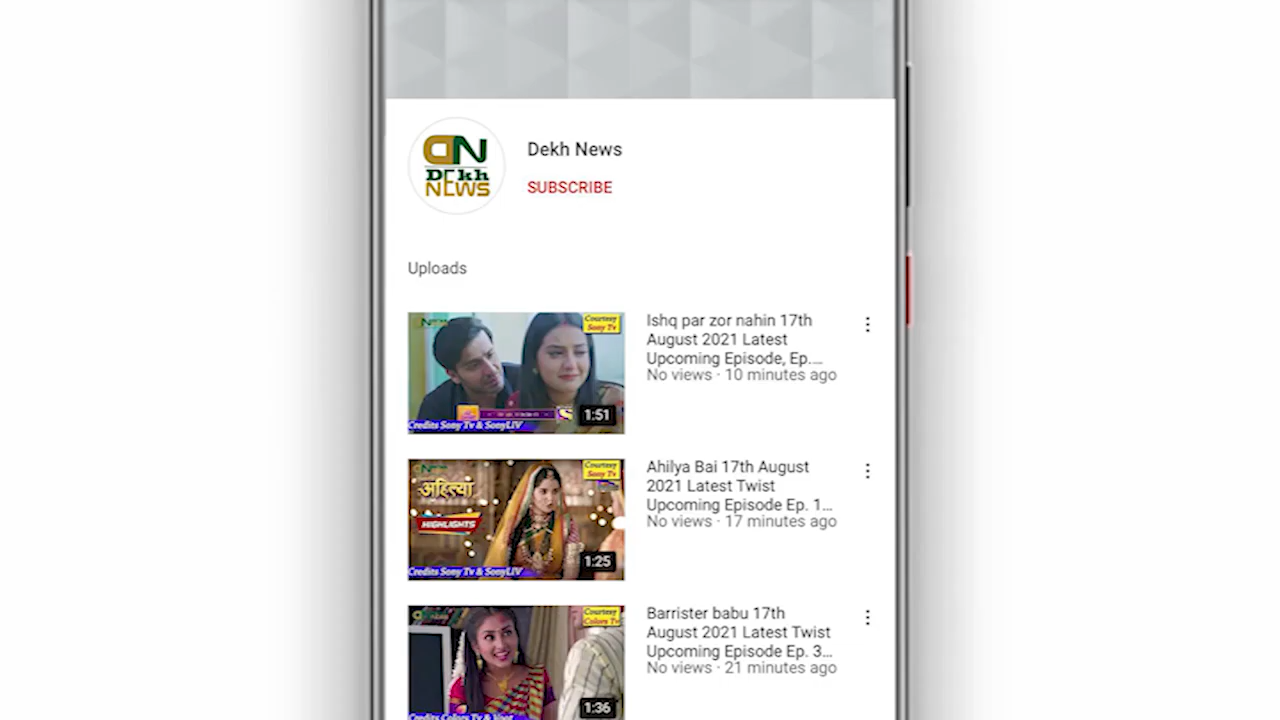 DN
Dekh
NEWS
Dekh News
SUBSCRIBE
Uploads
Courtesy
Sony Tv
1:51
Credits Sony Tv & SonyLIV
Ishq par zor nahin 17th
August 2021 Latest
Upcoming Episode, Ep....
No views · 10 minutes ago
Courtesy
Sony Tv
अहिल्या
HIGHLIGHTS
1:25
Credits Sony Tv & SonyLIV
Ahilya Bai 17th August
2021 Latest Twist
Upcoming Episode Ep. 1...
No views · 17 minutes ago
Courtesy
Colors Tv
1:36
Credits Colors Tv & Voot
Barrister babu 17th
August 2021 Latest Twist
Upcoming Episode Ep. 3...
No views · 21 minutes ago